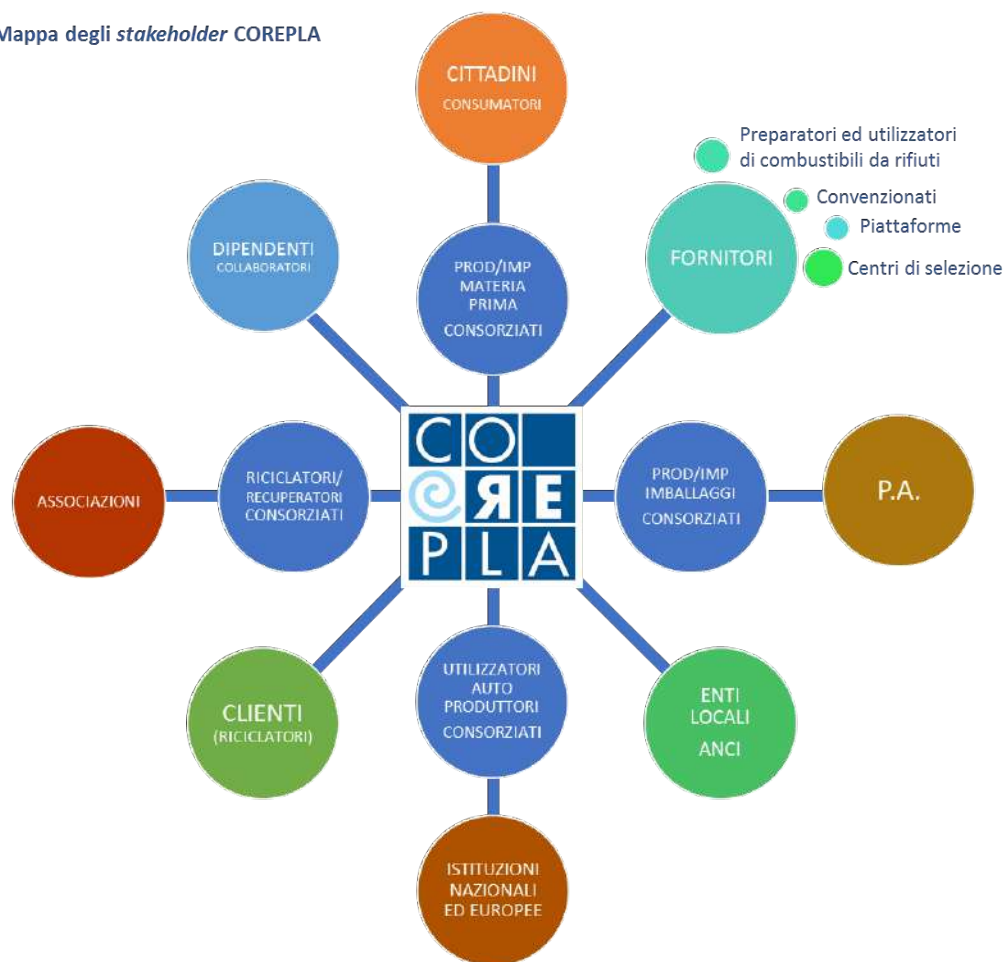 Mappa degli stakeholder COREPLA
CITTADINI
CONSUMATORI
Preparatori ed utilizzatori
di combustibili da rifiuti
Convenzionati
Piattaforme
Centri di selezione
DIPENDENTI
COLLABORATORI
PROD/IMP
MATERIA
PRIMA
CONSORZIATI
FORNITORI
ASSOCIAZIONI
RICICLATORI/
RECUPERATORI
CONSORZIATI
CO
RE
PLA
PROD/IMP
IMBALLAGGI
CONSORZIATI
P.A.
CLIENTI
(RICICLATORI)
UTILIZZATORI
AUTO
PRODUTTORI
CONSORZIATI
ENTI
LOCALI
ANCI
ISTITUZIONI
NAZIONALI
ED EUROPEE